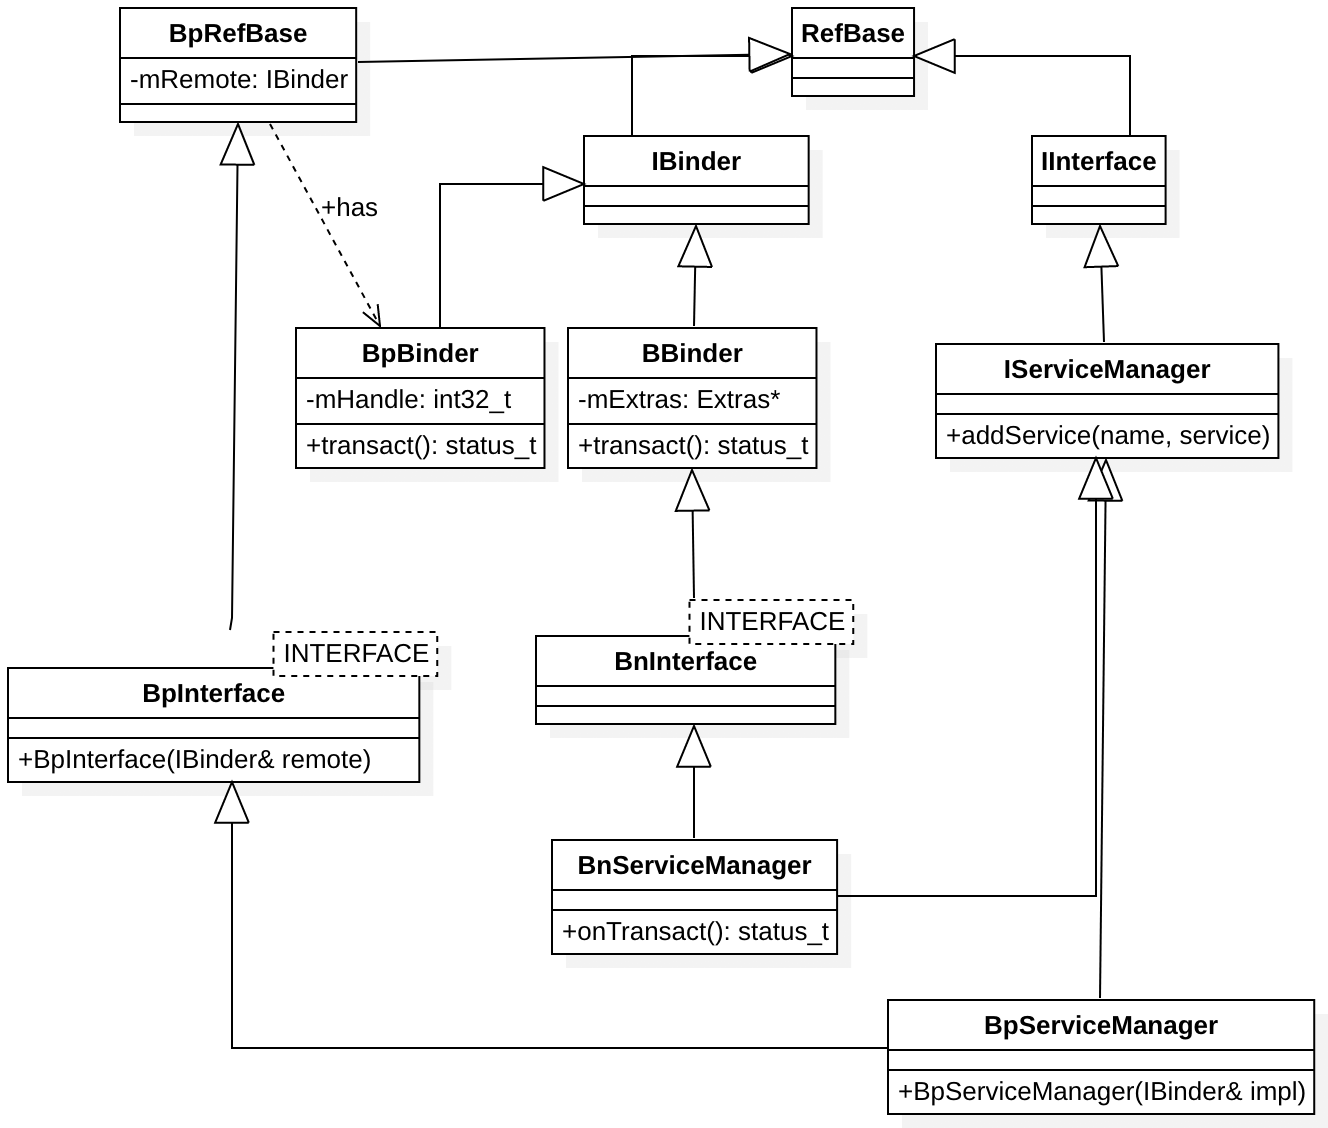 BpRefBase
-mRemote: IBinder
RefBase
IBinder
IInterface
+has
BpBinder
-mHandle: int32_t
+transact(): status_t
BBinder
-mExtras: Extras*
+transact(): status_t
IServiceManager
+addService(name, service)
INTERFACE
BpInterface
+BpInterface(IBinder& remote)
INTERFACE
BnInterface
BnServiceManager
+onTransact(): status_t
BpServiceManager
+BpServiceManager(IBinder& impl)